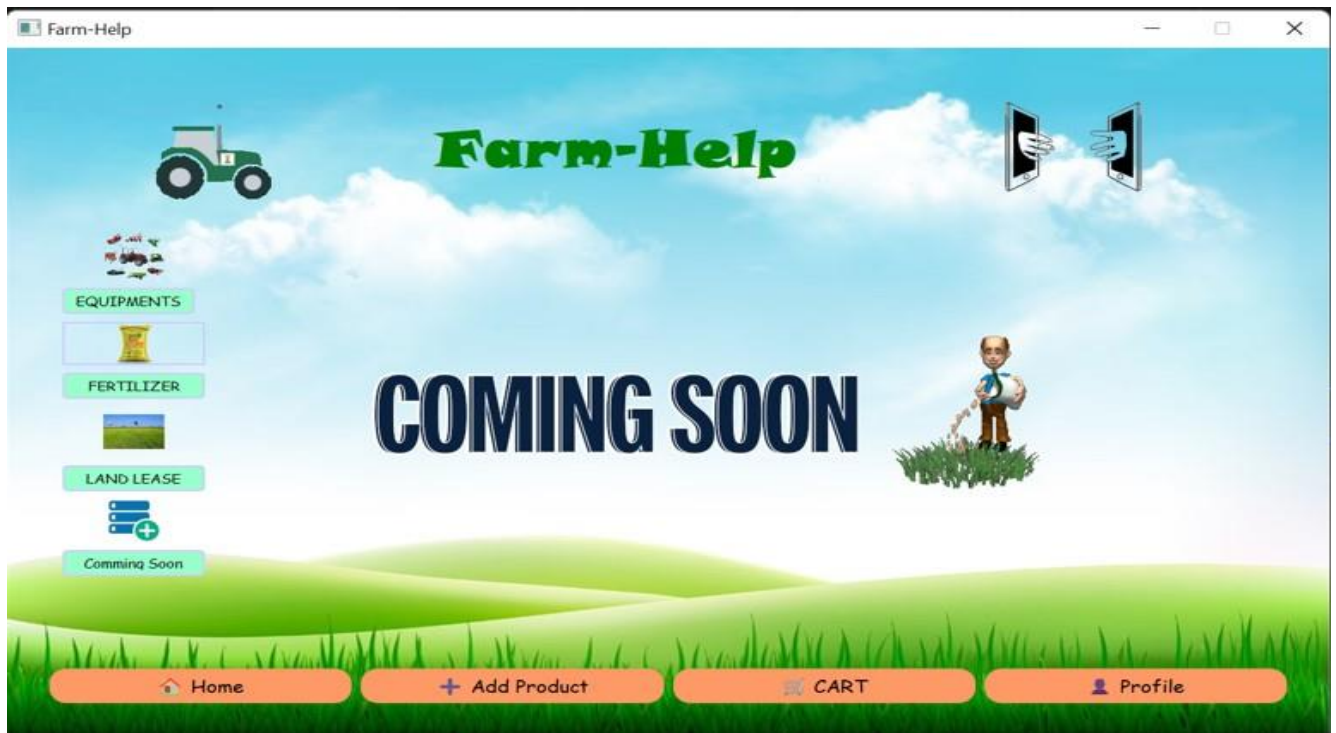 Farm-Help
Farm-Help
EQUIPMENTS
FERTILIZER
COMING SOON
LAND LEASE
Comming Soon
Home
Add Product
CART
Profile